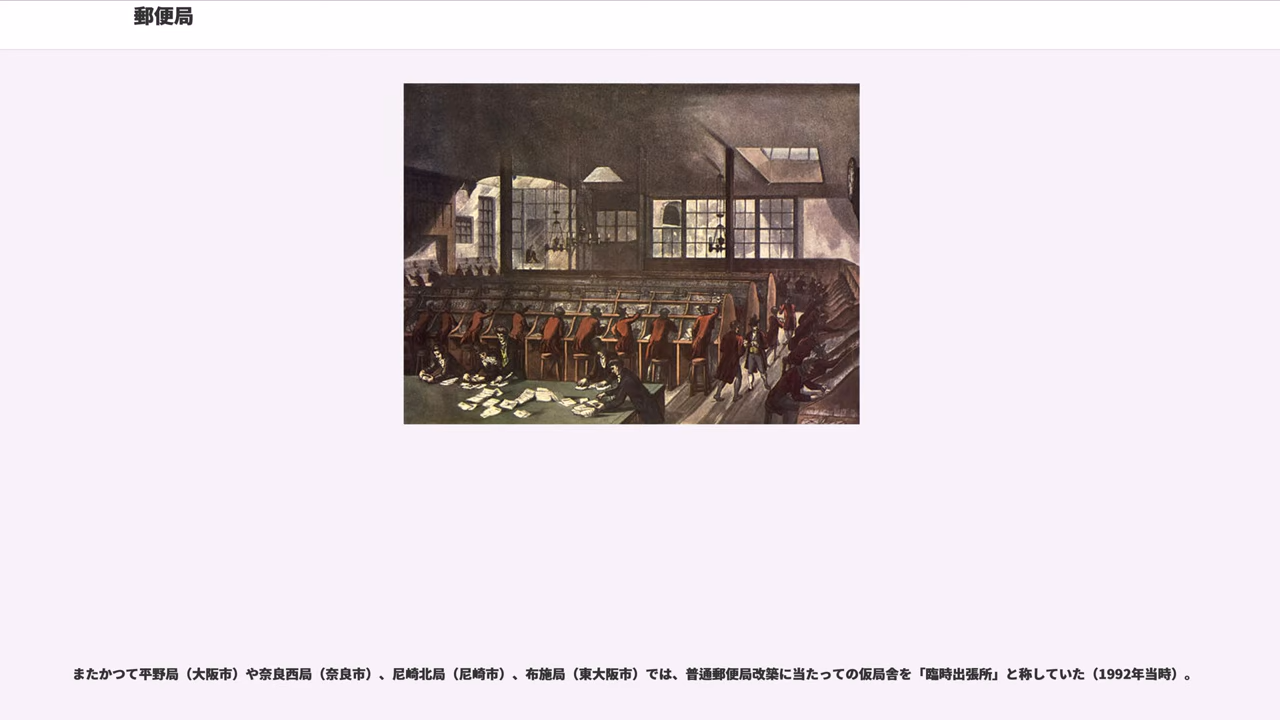 郵便局
またかつて平野局（大阪市）や奈良西局（奈良市）、尼崎北局（尼崎市）、布施局（東大阪市）では、普通郵便局改築に当たっての仮局舎を「臨時出張所」と称していた（1992年当時）。